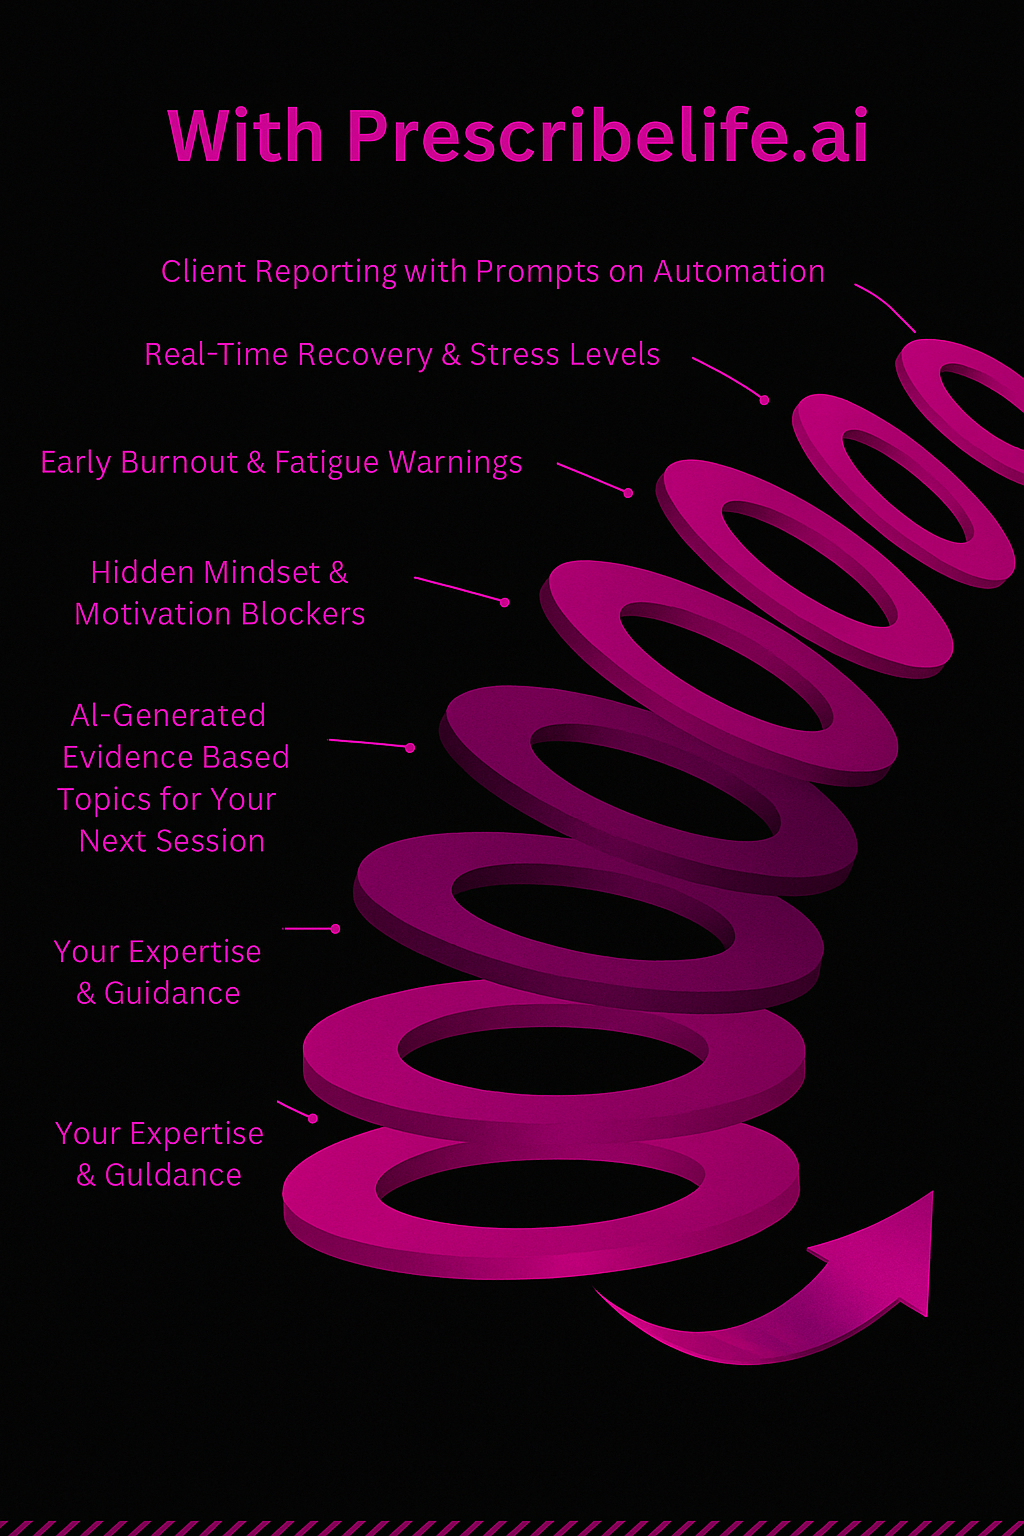 With Prescribelife.ai
Client Reporting with Prompts on Automation
Real-Time Recovery & Stress Levels
Early Burnout & Fatigue Warnings
Hidden Mindset &
Motivation Blockers
Al-Generated
Evidence Based
Topics for Your
Next Session
Your Expertise
& Guidance
Your Expertise
& Guldance